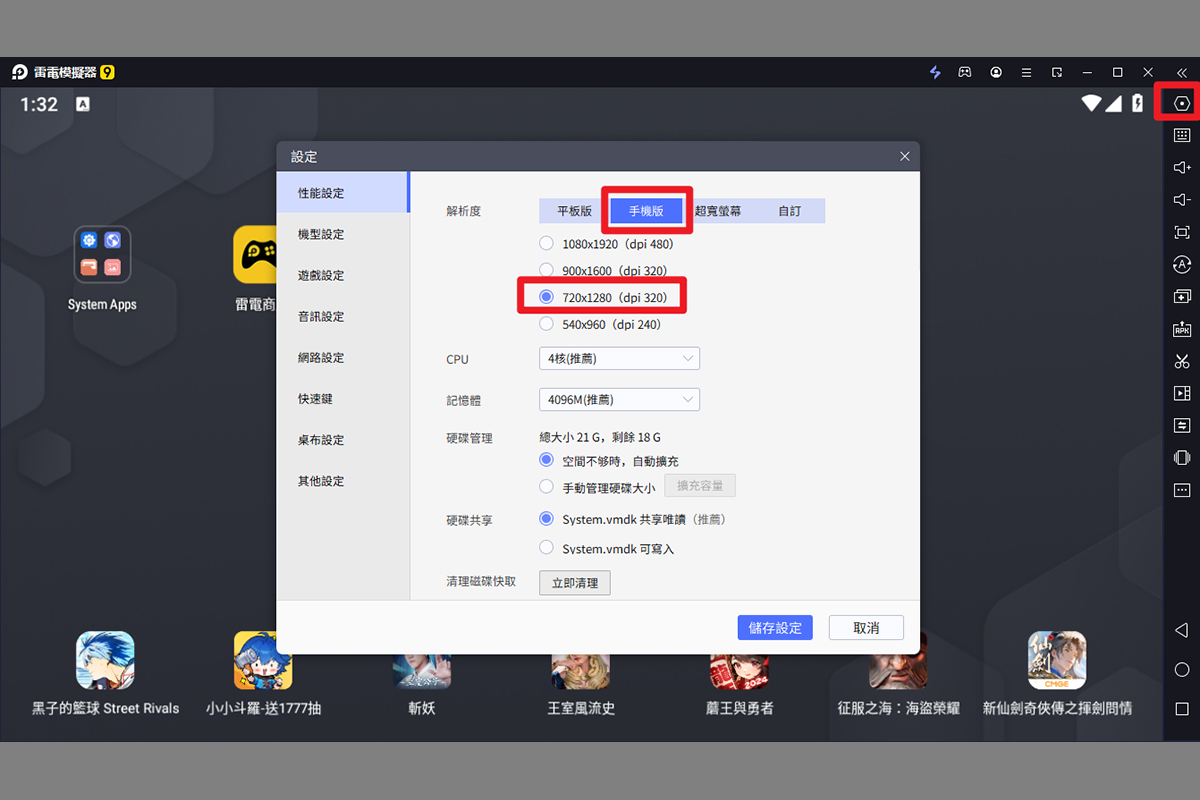 雷電模擬器 9
1:32 A
設定
性能設定
機型設定
遊戲設定
音訊設定
網路設定
快速鍵
桌布設定
其他設定
解析度
平板版 手機版 超寬螢幕 自訂
1080x1920（dpi 480）
900x1600（dpi 320）
720x1280（dpi 320）
540x960（dpi 240）
CPU 4核(推薦)
記憶體 4096M(推薦)
硬碟管理 總大小 21 G，剩餘 18 G
空間不夠時，自動擴充
手動管理硬碟大小 擴充容量
硬碟共享 System.vmdk 共享唯讀（推薦）
System.vmdk 可寫入
清理磁碟快取 立即清理
儲存設定 取消
System Apps
雷電商
A
APK
仙劍
CMGE
2024
黑子的籃球 Street Rivals
小小斗羅-送1777抽
斬妖
王室風流史
蘑王與勇者
征服之海：海盜榮耀
新仙劍奇俠傳之揮劍問情